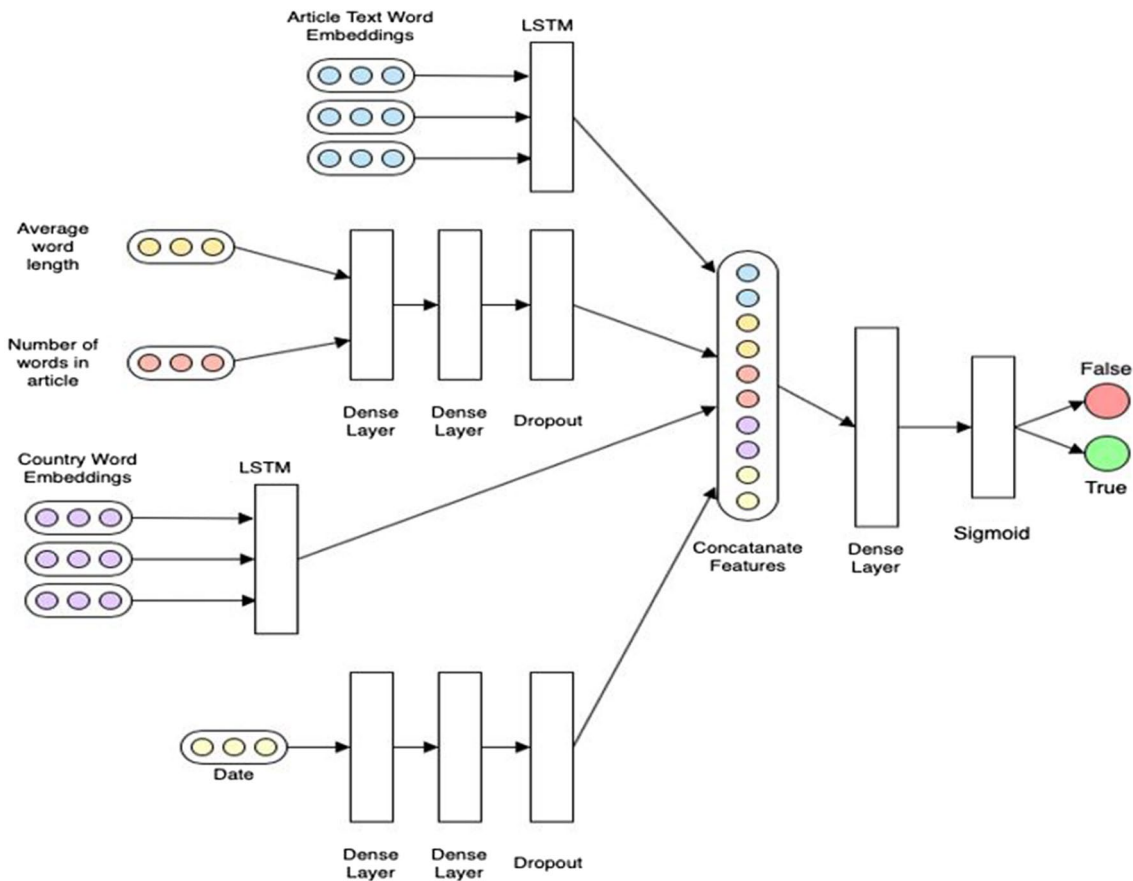 Article Text Word
Embeddings
LSTM
Average
word
length
Number of
words in
article
Dense
Layer
Dense
Layer
Dropout
Country Word
Embeddings
LSTM
Date
Dense
Layer
Dense
Layer
Dropout
Concatanate
Features
Dense
Layer
Sigmoid
False
True